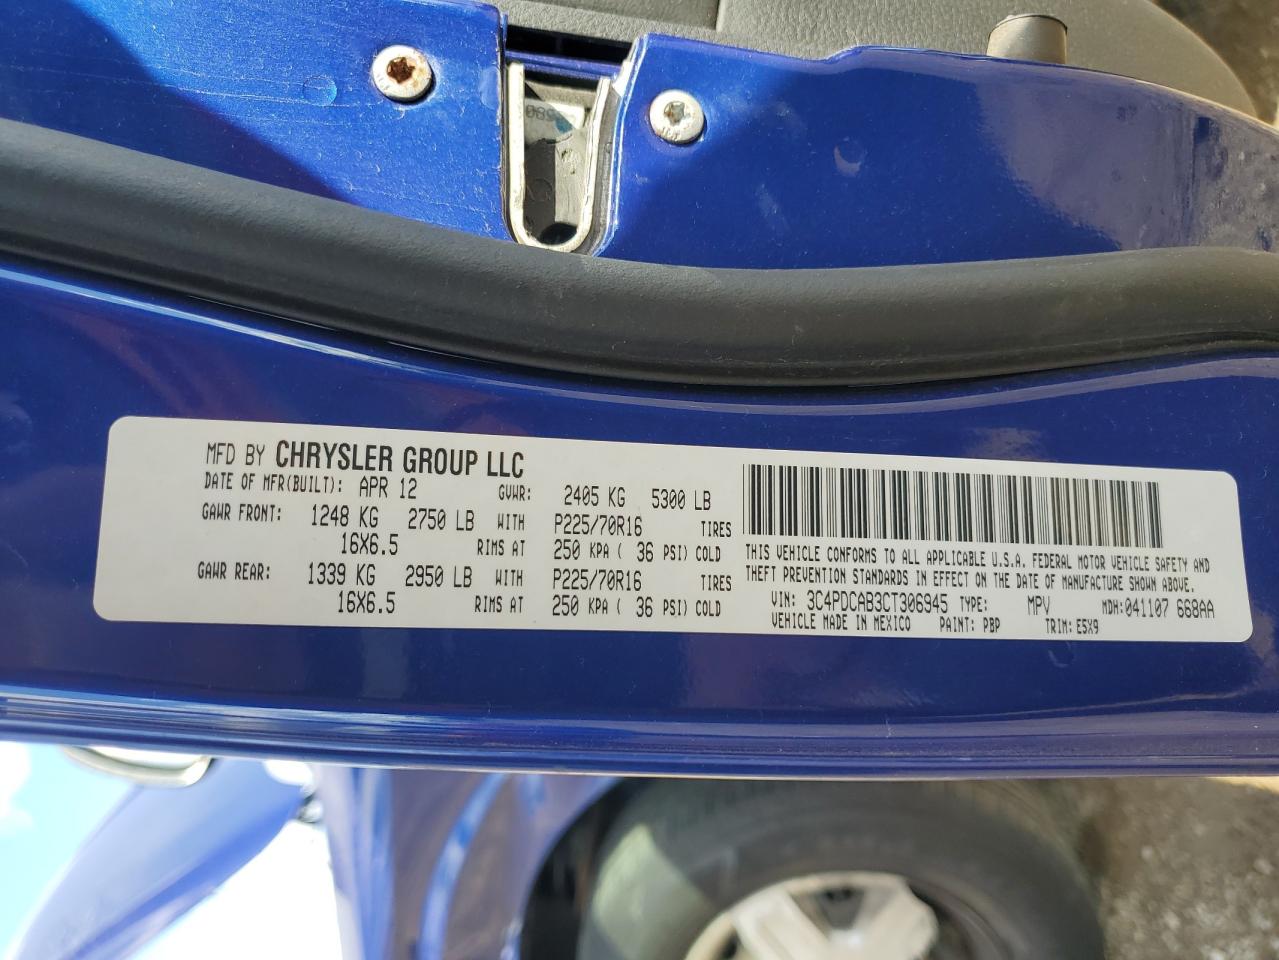 MFD BY CHRYSLER GROUP LLC
DATE OF MFR(BUILT): APR 12 GVWR: 2405 KG 5300 LB
GAWR FRONT: 1248 KG 2750 LB WITH P225/70R16 TIRES
16X6.5 RIMS AT 250 KPA ( 36 PSI) COLD
GAWR REAR: 1339 KG 2950 LB WITH P225/70R16 TIRES
16X6.5 RIMS AT 250 KPA ( 36 PSI) COLD
THIS VEHICLE CONFORMS TO ALL APPLICABLE U.S.A. FEDERAL MOTOR VEHICLE SAFETY AND
THEFT PREVENTION STANDARDS IN EFFECT ON THE DATE OF MANUFACTURE SHOWN ABOVE.
VIN: 3C4PDCAB3CT306945 TYPE: MPV MDH:041107 668AA
VEHICLE MADE IN MEXICO PAINT: PBP TRIM: E5X9